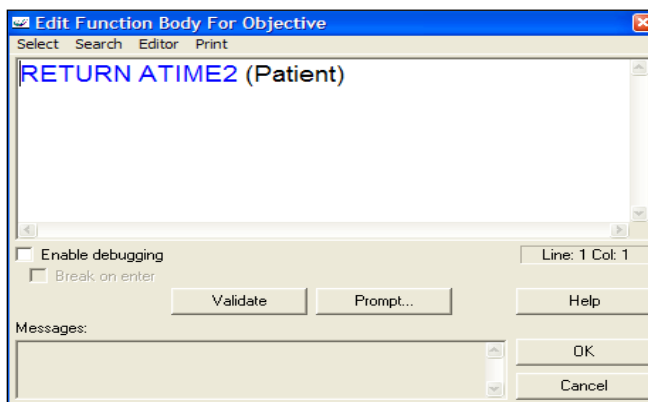 Edit Function Body For Objective
Select Search Editor Print
RETURN ATIME2 (Patient)
Enable debugging
Line: 1 Col: 1
Break on enter
Validate Prompt... Help
Messages:
OK
Cancel